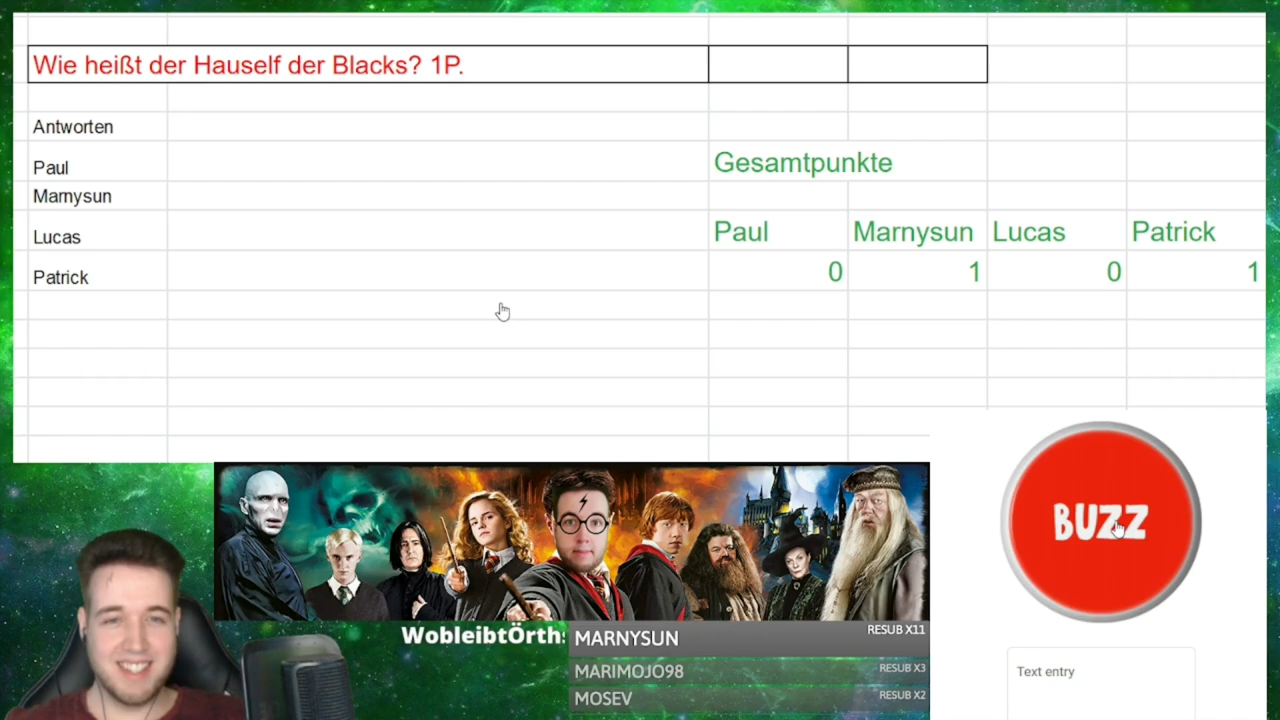 Wie heißt der Hauself der Blacks? 1P.
Antworten
Paul
Marnysun
Lucas
Patrick
Gesamtpunkte
Paul Marnysun Lucas Patrick
0 1 0 1
BUZZ
WobleibtÖrth:
MARNYSUN RESUB X11
MARIMOJO98 RESUB X3
MOSEV RESUB X2
Text entry